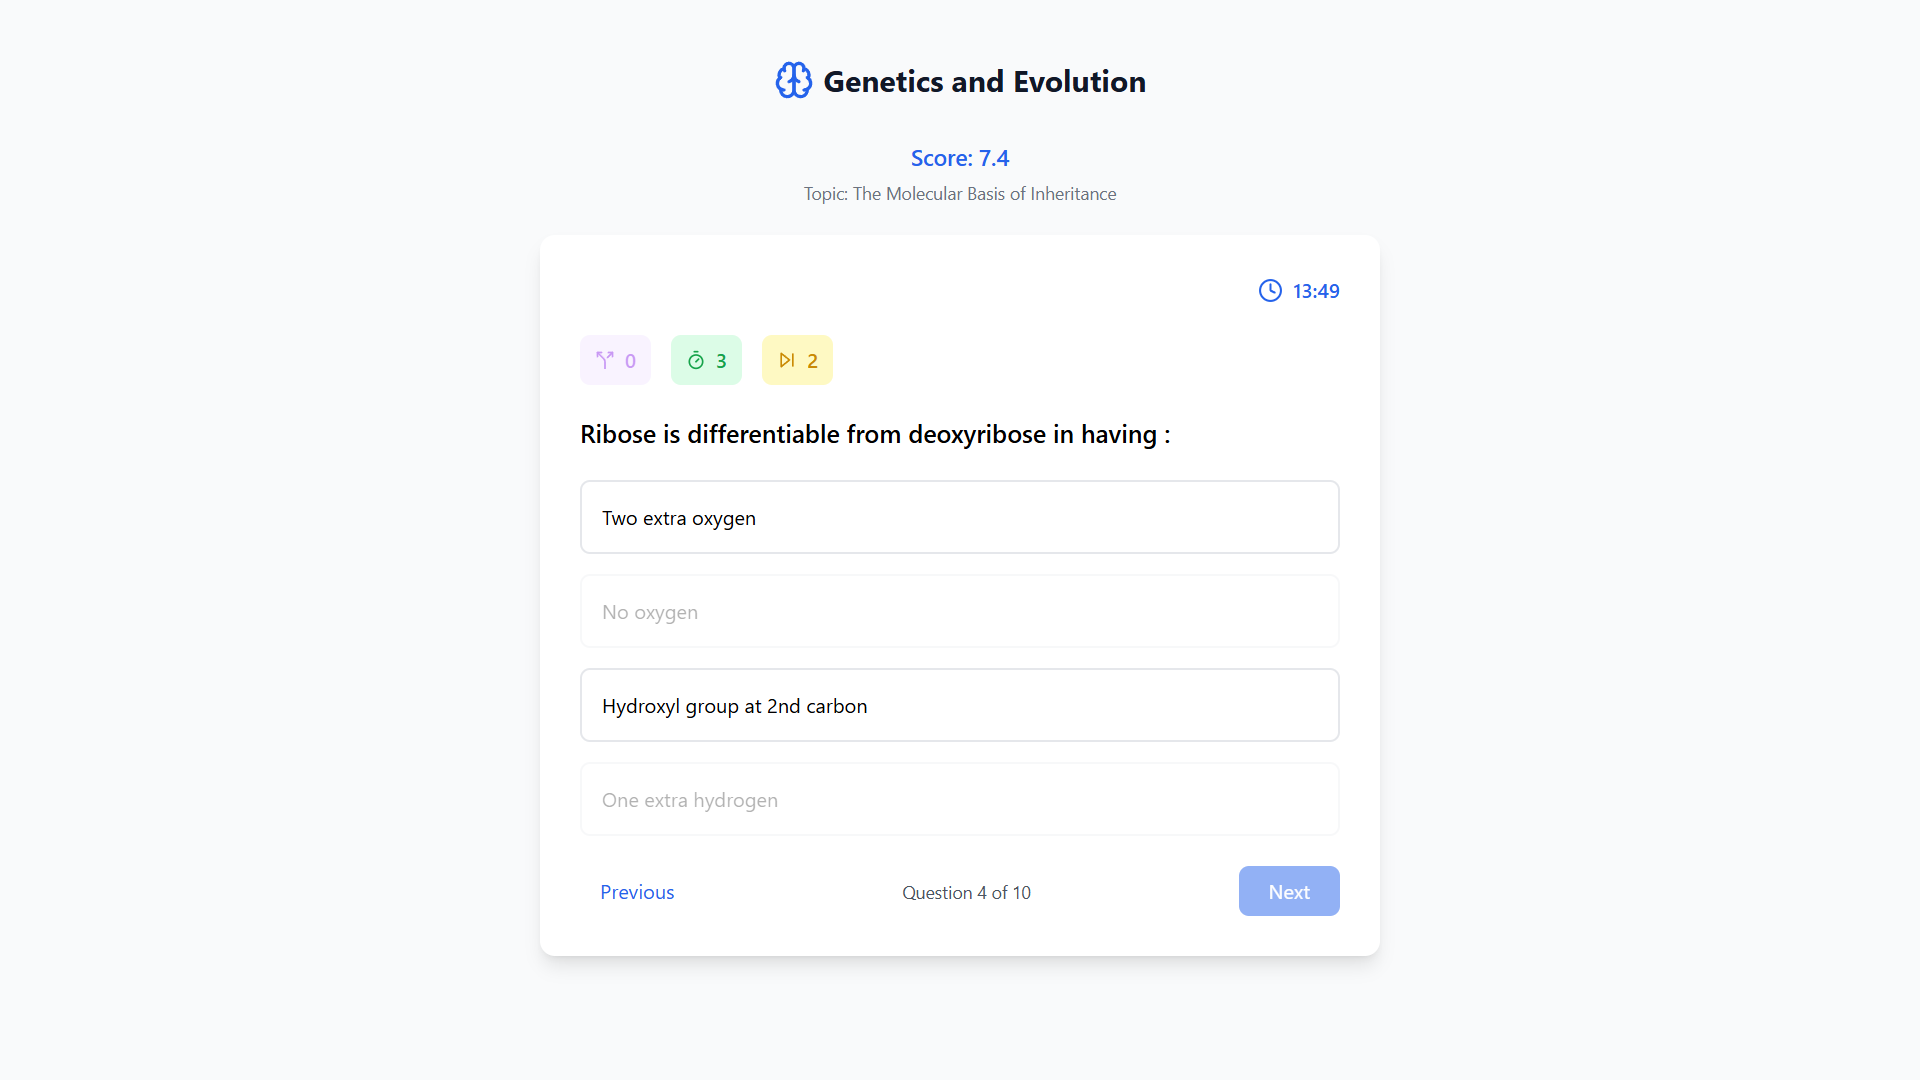 Genetics and Evolution
Score: 7.4
Topic: The Molecular Basis of Inheritance
13:49
0 3 2
Ribose is differentiable from deoxyribose in having :
Two extra oxygen
No oxygen
Hydroxyl group at 2nd carbon
One extra hydrogen
Previous Question 4 of 10 Next